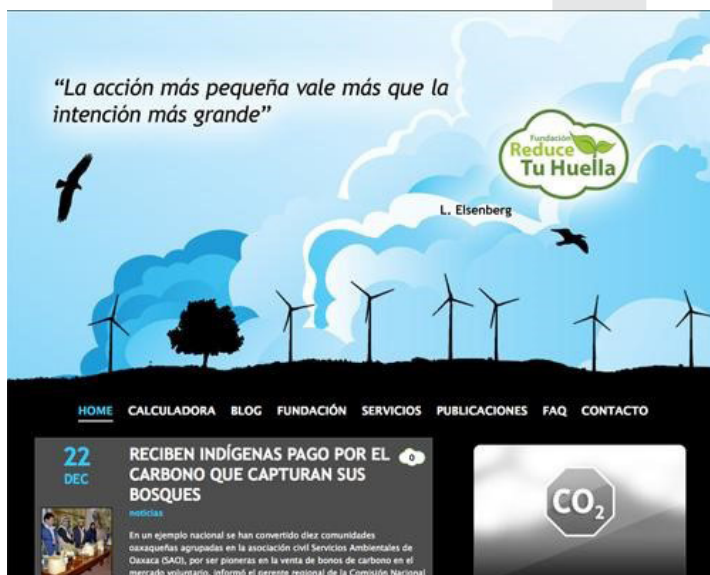 “La acción más pequeña vale más que la
intención más grande”
Fundación
Reduce
Tu Huella
L. Eisenberg
HOME CALCULADORA BLOG FUNDACIÓN SERVICIOS PUBLICACIONES FAQ CONTACTO
22
DEC
RECIBEN INDÍGENAS PAGO POR EL
CARBONO QUE CAPTURAN SUS
BOSQUES
0
noticias
En un ejemplo nacional se han convertido diez comunidades
oaxaqueñas agrupadas en la asociación civil Servicios Ambientales de
Oaxaca (SAO), por ser pioneras en la venta de bonos de carbono en el
mercado voluntario, informó el gerente regional de la Comisión Nacional
CO2